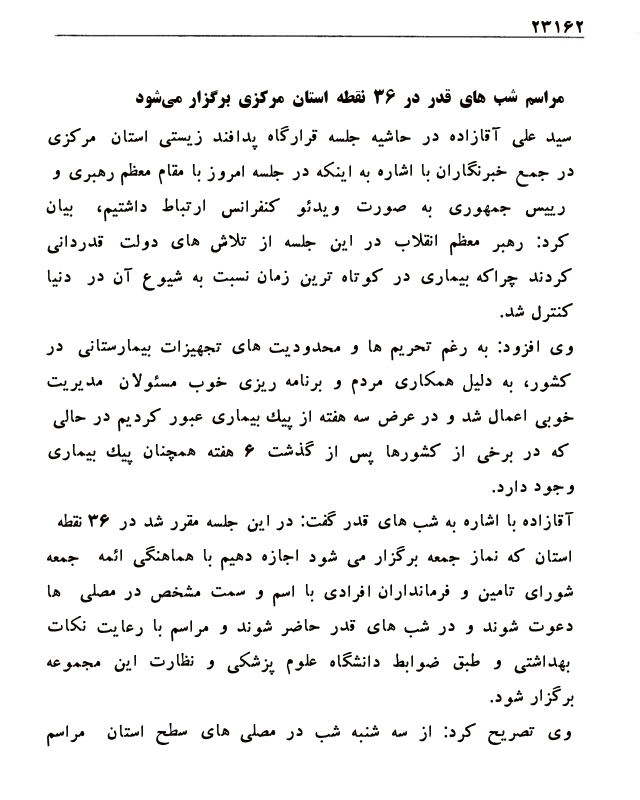 ۲۳۱۶۲
مراسم شب های قدر در ۳۶ نقطه استان مرکزی برگزار می‌شود
سید علی آقازاده در حاشیه جلسه قرارگاه پدافند زیستی استان مرکزی
در جمع خبرنگاران با اشاره به اینکه در جلسه امروز با مقام معظم رهبری و
رییس جمهوری به صورت ویدئو کنفرانس ارتباط داشتیم، بیان
کرد: رهبر معظم انقلاب در این جلسه از تلاش های دولت قدردانی
کردند چراکه بیماری در کوتاه ترین زمان نسبت به شیوع آن در دنیا
کنترل شد.
وی افزود: به رغم تحریم ها و محدودیت های تجهیزات بیمارستانی در
کشور، به دلیل همکاری مردم و برنامه ریزی خوب مسئولان مدیریت
خوبی اعمال شد و در عرض سه هفته از پیک بیماری عبور کردیم در حالی
که در برخی از کشورها پس از گذشت ۶ هفته همچنان پیک بیماری
وجود دارد.
آقازاده با اشاره به شب های قدر گفت: در این جلسه مقرر شد در ۳۶ نقطه
استان که نماز جمعه برگزار می شود اجازه دهیم با هماهنگی ائمه جمعه
شورای تامین و فرمانداران افرادی با اسم و سمت مشخص در مصلی ها
دعوت شوند و در شب های قدر حاضر شوند و مراسم با رعایت نکات
بهداشتی و طبق ضوابط دانشگاه علوم پزشکی و نظارت این مجموعه
برگزار شود.
وی تصریح کرد: از سه شنبه شب در مصلی های سطح استان مراسم